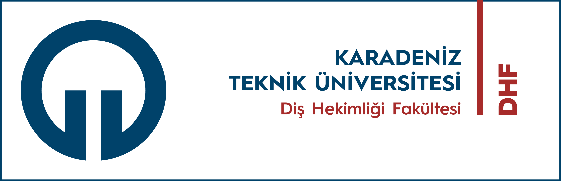 KARADENİZ
TEKNİK ÜNİVERSİTESİ
Diş Hekimliği Fakültesi
DHF